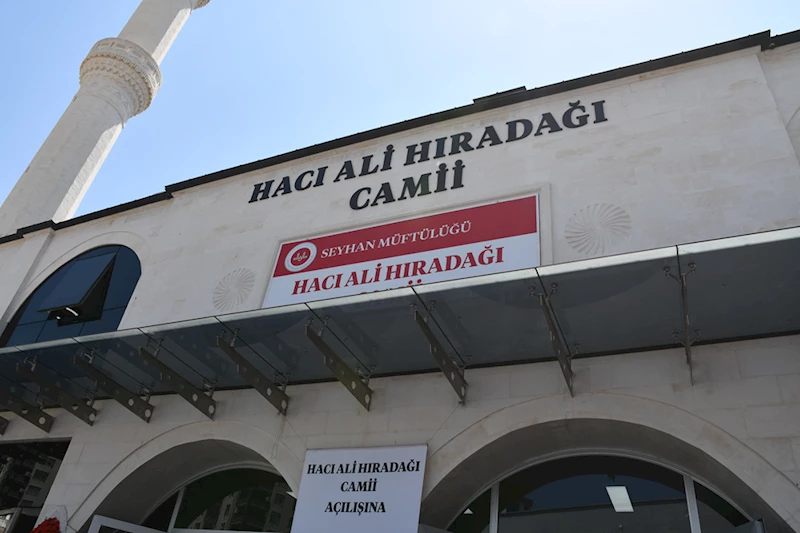 HACI ALİ HIRADAĞI
CAMİİ
SEYHAN MÜFTÜLÜĞÜ
HACI ALİ HIRADAĞI
HACI ALİ HIRADAĞI
CAMİİ
AÇILIŞINA